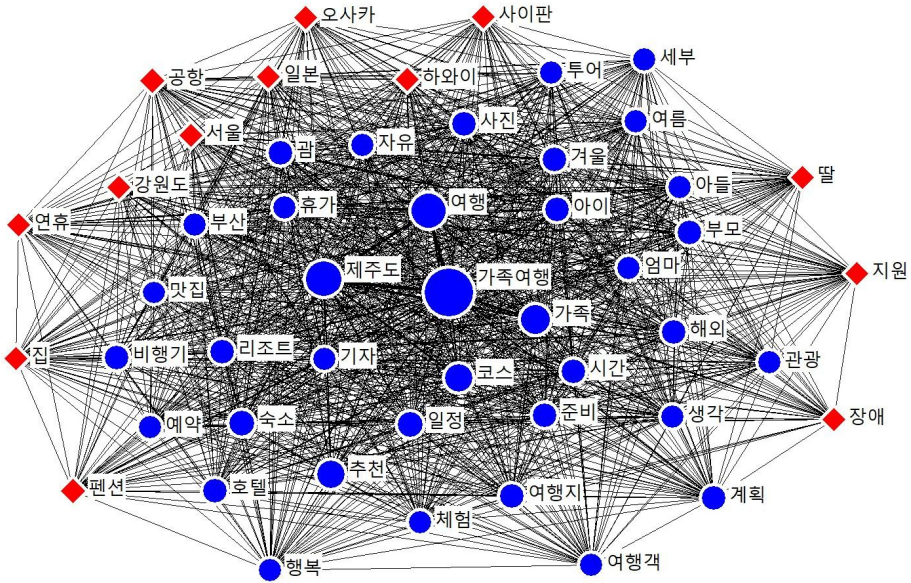 오사카
사이판
세부
공항
일본
하와이
투어
서울
괌
자유
사진
여름
겨울
강원도
휴가
여행
아이
아들
딸
연휴
부산
부모
맛집
제주도
가족여행
엄마
지원
집
비행기
리조트
기자
가족
해외
관광
코스
시간
예약
숙소
일정
준비
생각
장애
펜션
호텔
추천
여행지
계획
체험
행복
여행객